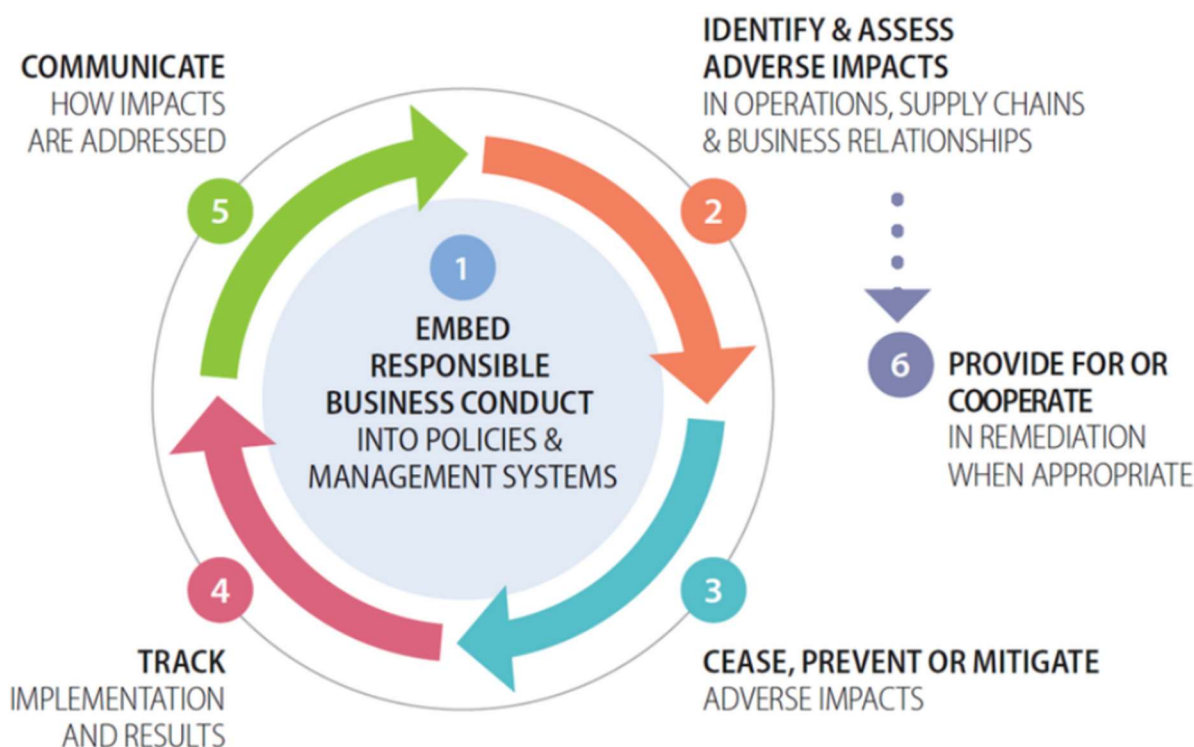 1
EMBED
RESPONSIBLE
BUSINESS CONDUCT
INTO POLICIES &
MANAGEMENT SYSTEMS
2
IDENTIFY & ASSESS
ADVERSE IMPACTS
IN OPERATIONS, SUPPLY CHAINS
& BUSINESS RELATIONSHIPS
3
CEASE, PREVENT OR MITIGATE
ADVERSE IMPACTS
4
TRACK
IMPLEMENTATION
AND RESULTS
5
COMMUNICATE
HOW IMPACTS
ARE ADDRESSED
6
PROVIDE FOR OR
COOPERATE
IN REMEDIATION
WHEN APPROPRIATE